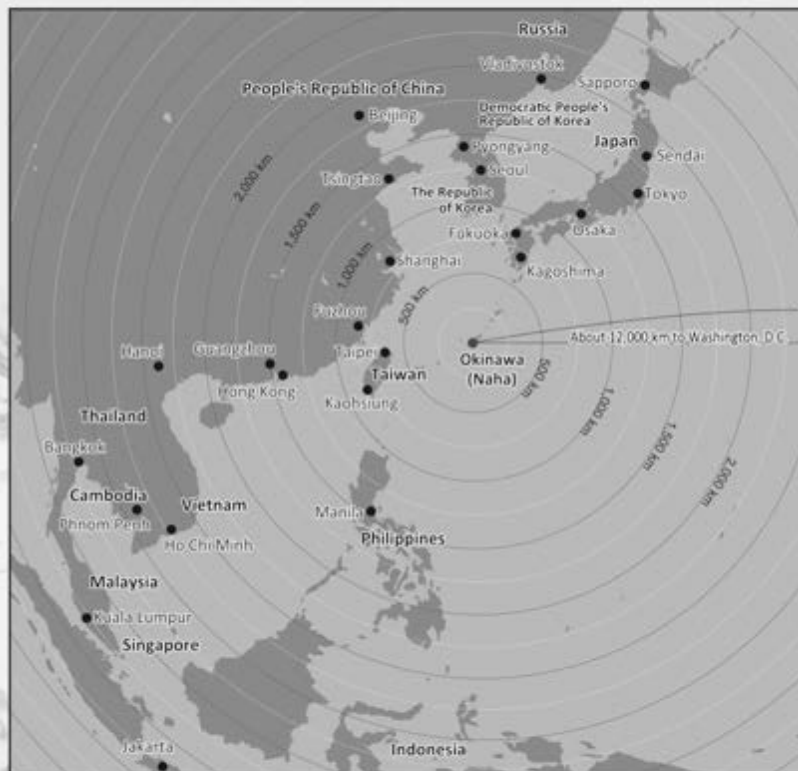 Russia
Vladivostok
Sapporo
People's Republic of China
Beijing
Democratic People's
Republic of Korea
Japan
Pyongyang
Sendai
Seoul
Tsingtao
2,000 km
The Republic
of Korea
Tokyo
1,500 km
Fukuoka
Osaka
1,000 km
Shanghai
Kagoshima
500 km
Fuzhou
About 12,000 km to Washington, D C
Hanoi
Guangzhou
Taipei
Okinawa
(Naha)
Hong Kong
Taiwan
500 km
Kaohsiung
1,000 km
Thailand
1,500 km
Bangkok
2,000 km
Cambodia
Vietnam
Phnom Penh
Manila
Ho Chi Minh
Philippines
Malaysia
Kuala Lumpur
Singapore
Jakarta
Indonesia